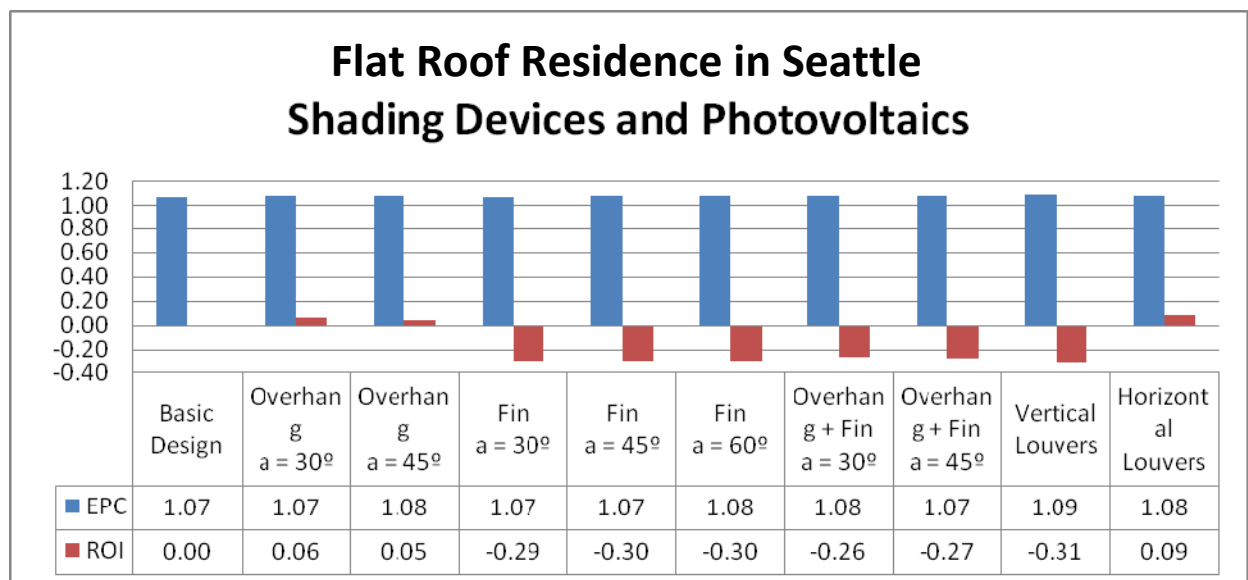 Flat Roof Residence in Seattle
Shading Devices and Photovoltaics
1.20
1.00
0.80
0.60
0.40
0.20
0.00
-0.20
-0.40
Basic
Design
Overhan
g
a = 30º
Overhan
g
a = 45º
Fin
a = 30º
Fin
a = 45º
Fin
a = 60º
Overhan
g + Fin
a = 30º
Overhan
g + Fin
a = 45º
Vertical
Louvers
Horizont
al
Louvers
EPC 1.07 1.07 1.08 1.07 1.07 1.08 1.08 1.07 1.09 1.08
ROI 0.00 0.06 0.05 -0.29 -0.30 -0.30 -0.26 -0.27 -0.31 0.09